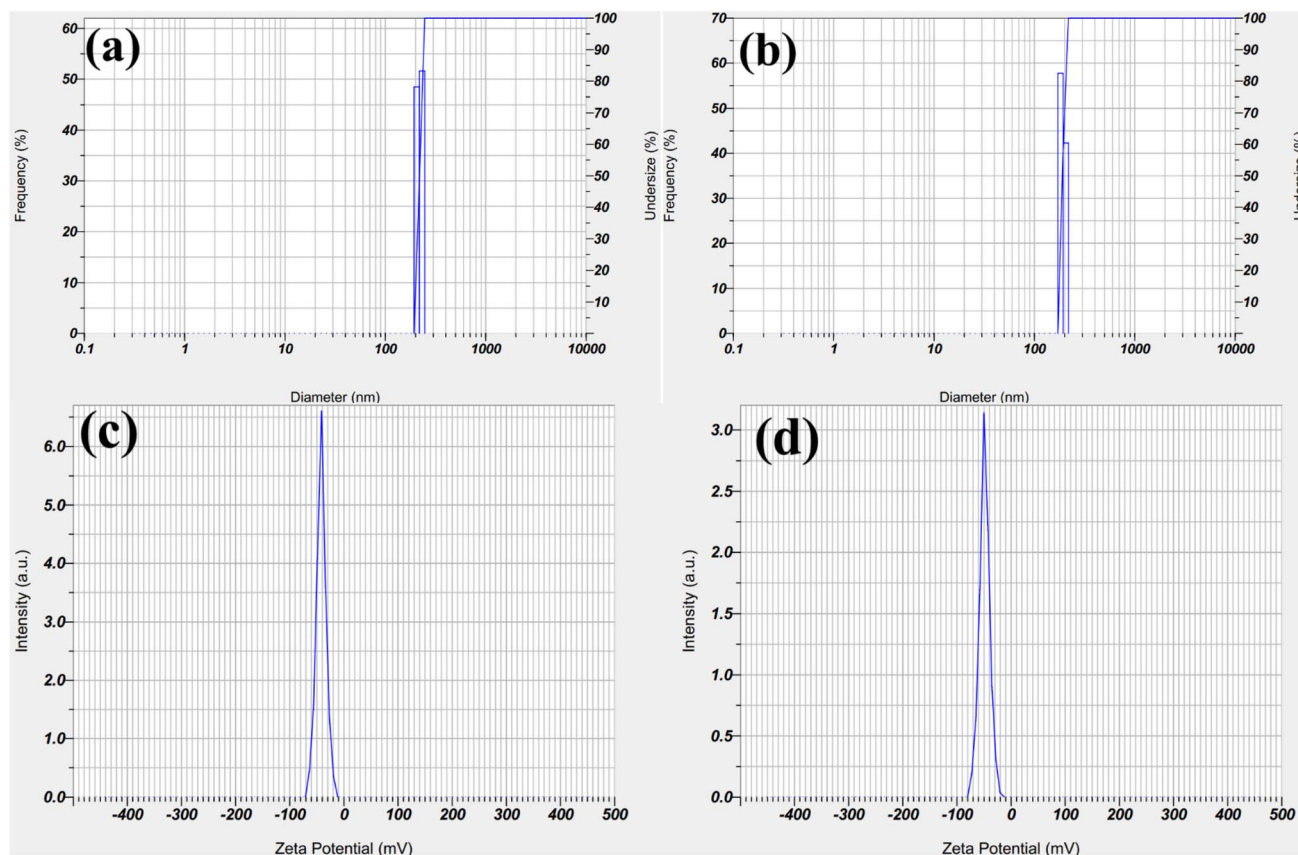 (a)
Frequency (%)
60
50
40
30
20
10
0
100
90
80
70
60
50
40
30
20
10
Undersize (%)
0.1 1 10 100 1000 10000
Diameter (nm)
(b)
Frequency (%)
70
60
50
40
30
20
10
0
100
90
80
70
60
50
40
30
20
10
Undersize (%)
0.1 1 10 100 1000 10000
Diameter (nm)
(c)
Intensity (a.u.)
6.0
5.0
4.0
3.0
2.0
1.0
0.0
-400 -300 -200 -100 0 100 200 300 400 500
Zeta Potential (mV)
(d)
Intensity (a.u.)
3.0
2.5
2.0
1.5
1.0
0.5
0.0
-400 -300 -200 -100 0 100 200 300 400 500
Zeta Potential (mV)